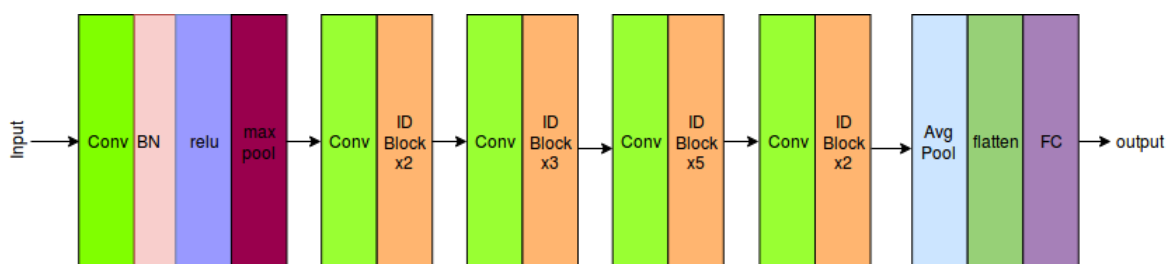 Input
Conv
BN
relu
max
pool
Conv
ID
Block
x2
Conv
ID
Block
x3
Conv
ID
Block
x5
Conv
ID
Block
x2
Avg
Pool
flatten
FC
output